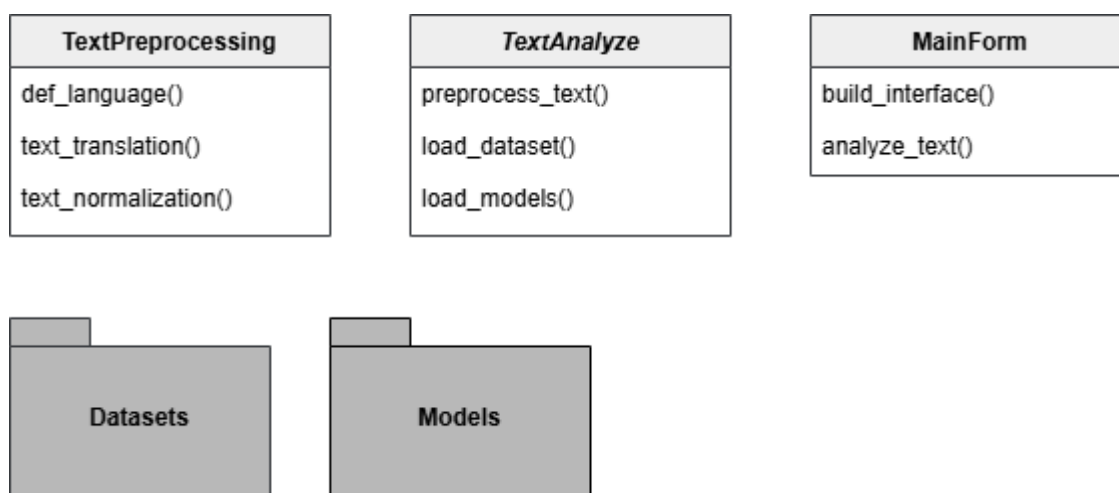 TextPreprocessing
def_language()
text_translation()
text_normalization()
TextAnalyze
preprocess_text()
load_dataset()
load_models()
MainForm
build_interface()
analyze_text()
Datasets
Models